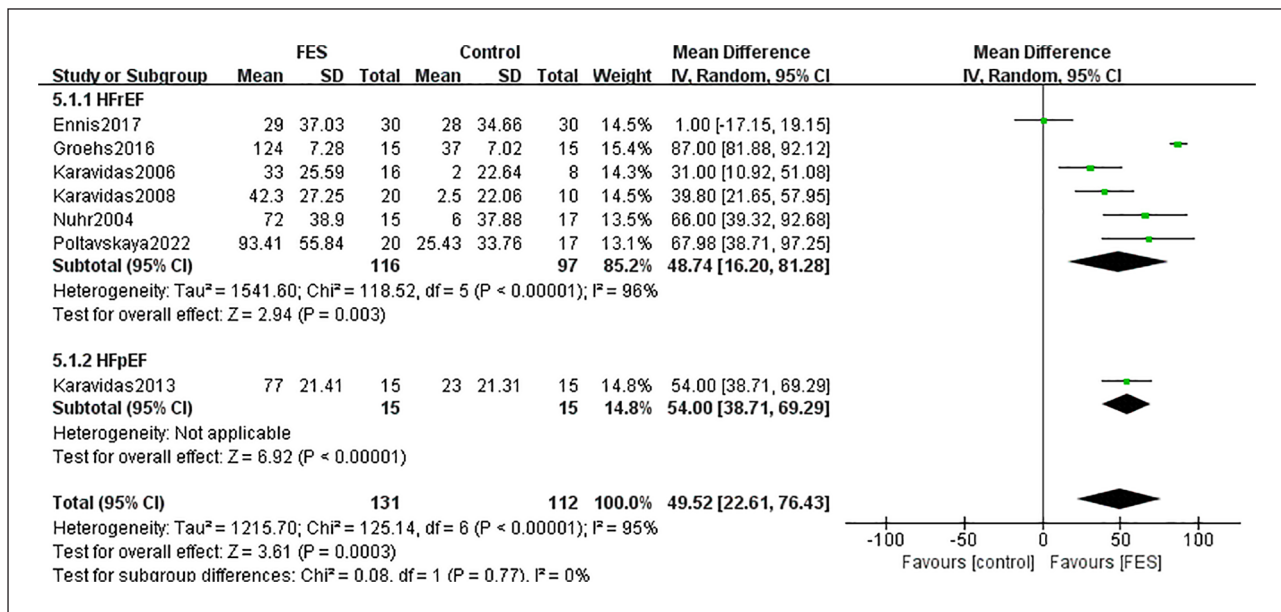 FES Control Mean Difference Mean Difference
Study or Subgroup Mean SD Total Mean SD Total Weight IV, Random, 95% CI IV, Random, 95% CI
5.1.1 HFrEF
Ennis2017 29 37.03 30 28 34.66 30 14.5% 1.00 [-17.15, 19.15]
Groehs2016 124 7.28 15 37 7.02 15 15.4% 87.00 [81.88, 92.12]
Karavidas2006 33 25.59 16 2 22.64 8 14.3% 31.00 [10.92, 51.08]
Karavidas2008 42.3 27.25 20 2.5 22.06 10 14.5% 39.80 [21.65, 57.95]
Nuhr2004 72 38.9 15 6 37.88 17 13.5% 66.00 [39.32, 92.68]
Poltavskaya2022 93.41 55.84 20 25.43 33.76 17 13.1% 67.98 [38.71, 97.25]
Subtotal (95% CI) 116 97 85.2% 48.74 [16.20, 81.28]
Heterogeneity: Tau² = 1541.60; Chi² = 118.52, df = 5 (P < 0.00001); I² = 96%
Test for overall effect: Z = 2.94 (P = 0.003)
5.1.2 HFpEF
Karavidas2013 77 21.41 15 23 21.31 15 14.8% 54.00 [38.71, 69.29]
Subtotal (95% CI) 15 15 14.8% 54.00 [38.71, 69.29]
Heterogeneity: Not applicable
Test for overall effect: Z = 6.92 (P < 0.00001)
Total (95% CI) 131 112 100.0% 49.52 [22.61, 76.43]
Heterogeneity: Tau² = 1215.70; Chi² = 125.14, df = 6 (P < 0.00001); I² = 95%
Test for overall effect: Z = 3.61 (P = 0.0003)
Test for subgroup differences: Chi² = 0.08, df = 1 (P = 0.77), I² = 0%
-100 -50 0 50 100
Favours [control] Favours [FES]